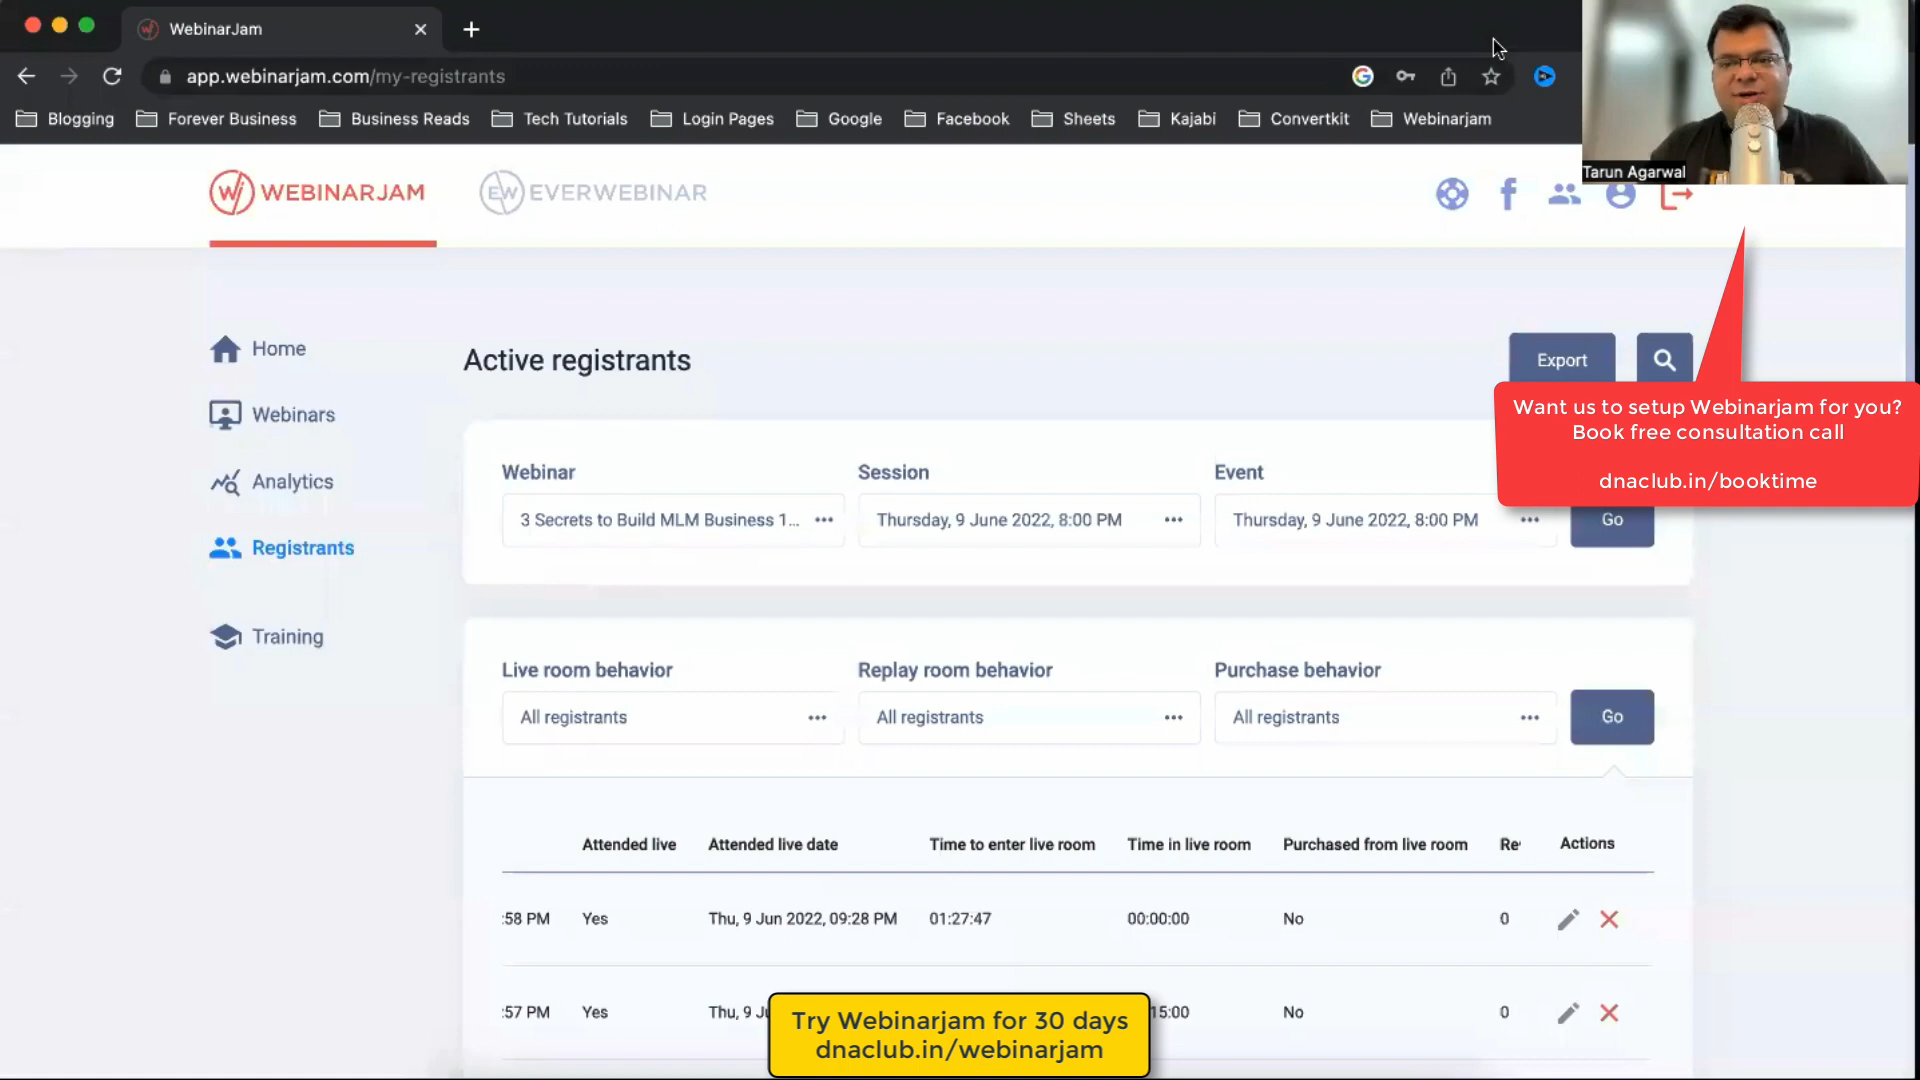 WebinarJam
app.webinarjam.com/my-registrants
Blogging
Forever Business
Business Reads
Tech Tutorials
Login Pages
Google
Facebook
Sheets
Kajabi
Convertkit
Webinarjam
Tarun Agarwal
WEBINARJAM
EVERWEBINAR
Home
Webinars
Analytics
Registrants
Training
Active registrants
Export
Want us to setup Webinarjam for you?
Book free consultation call
dnaclub.in/booktime
Webinar
Session
Event
3 Secrets to Build MLM Business 1...
Thursday, 9 June 2022, 8:00 PM
Thursday, 9 June 2022, 8:00 PM
Go
Live room behavior
Replay room behavior
Purchase behavior
All registrants
All registrants
All registrants
Go
Attended live
Attended live date
Time to enter live room
Time in live room
Purchased from live room
Re
Actions
:58 PM
Yes
Thu, 9 Jun 2022, 09:28 PM
01:27:47
00:00:00
No
0
:57 PM
Yes
Thu, 9 Ju
15:00
No
0
Try Webinarjam for 30 days
dnaclub.in/webinarjam